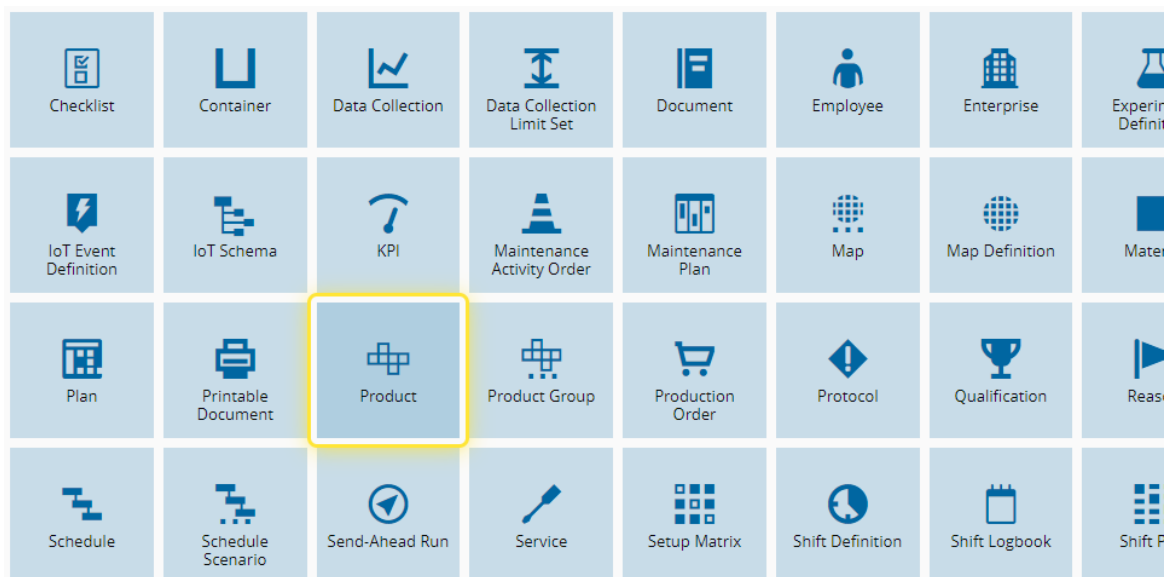 Checklist
Container
Data Collection
Data Collection
Limit Set
Document
Employee
Enterprise
IoT Event
Definition
IoT Schema
KPI
Maintenance
Activity Order
Maintenance
Plan
Map
Map Definition
Plan
Printable
Document
Product
Product Group
Production
Order
Protocol
Qualification
Schedule
Schedule
Scenario
Send-Ahead Run
Service
Setup Matrix
Shift Definition
Shift Logbook
Shift